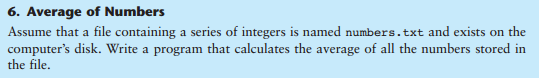 6. Average of Numbers
Assume that a file containing a series of integers is named numbers.txt and exists on the
computer's disk. Write a program that calculates the average of all the numbers stored in
the file.